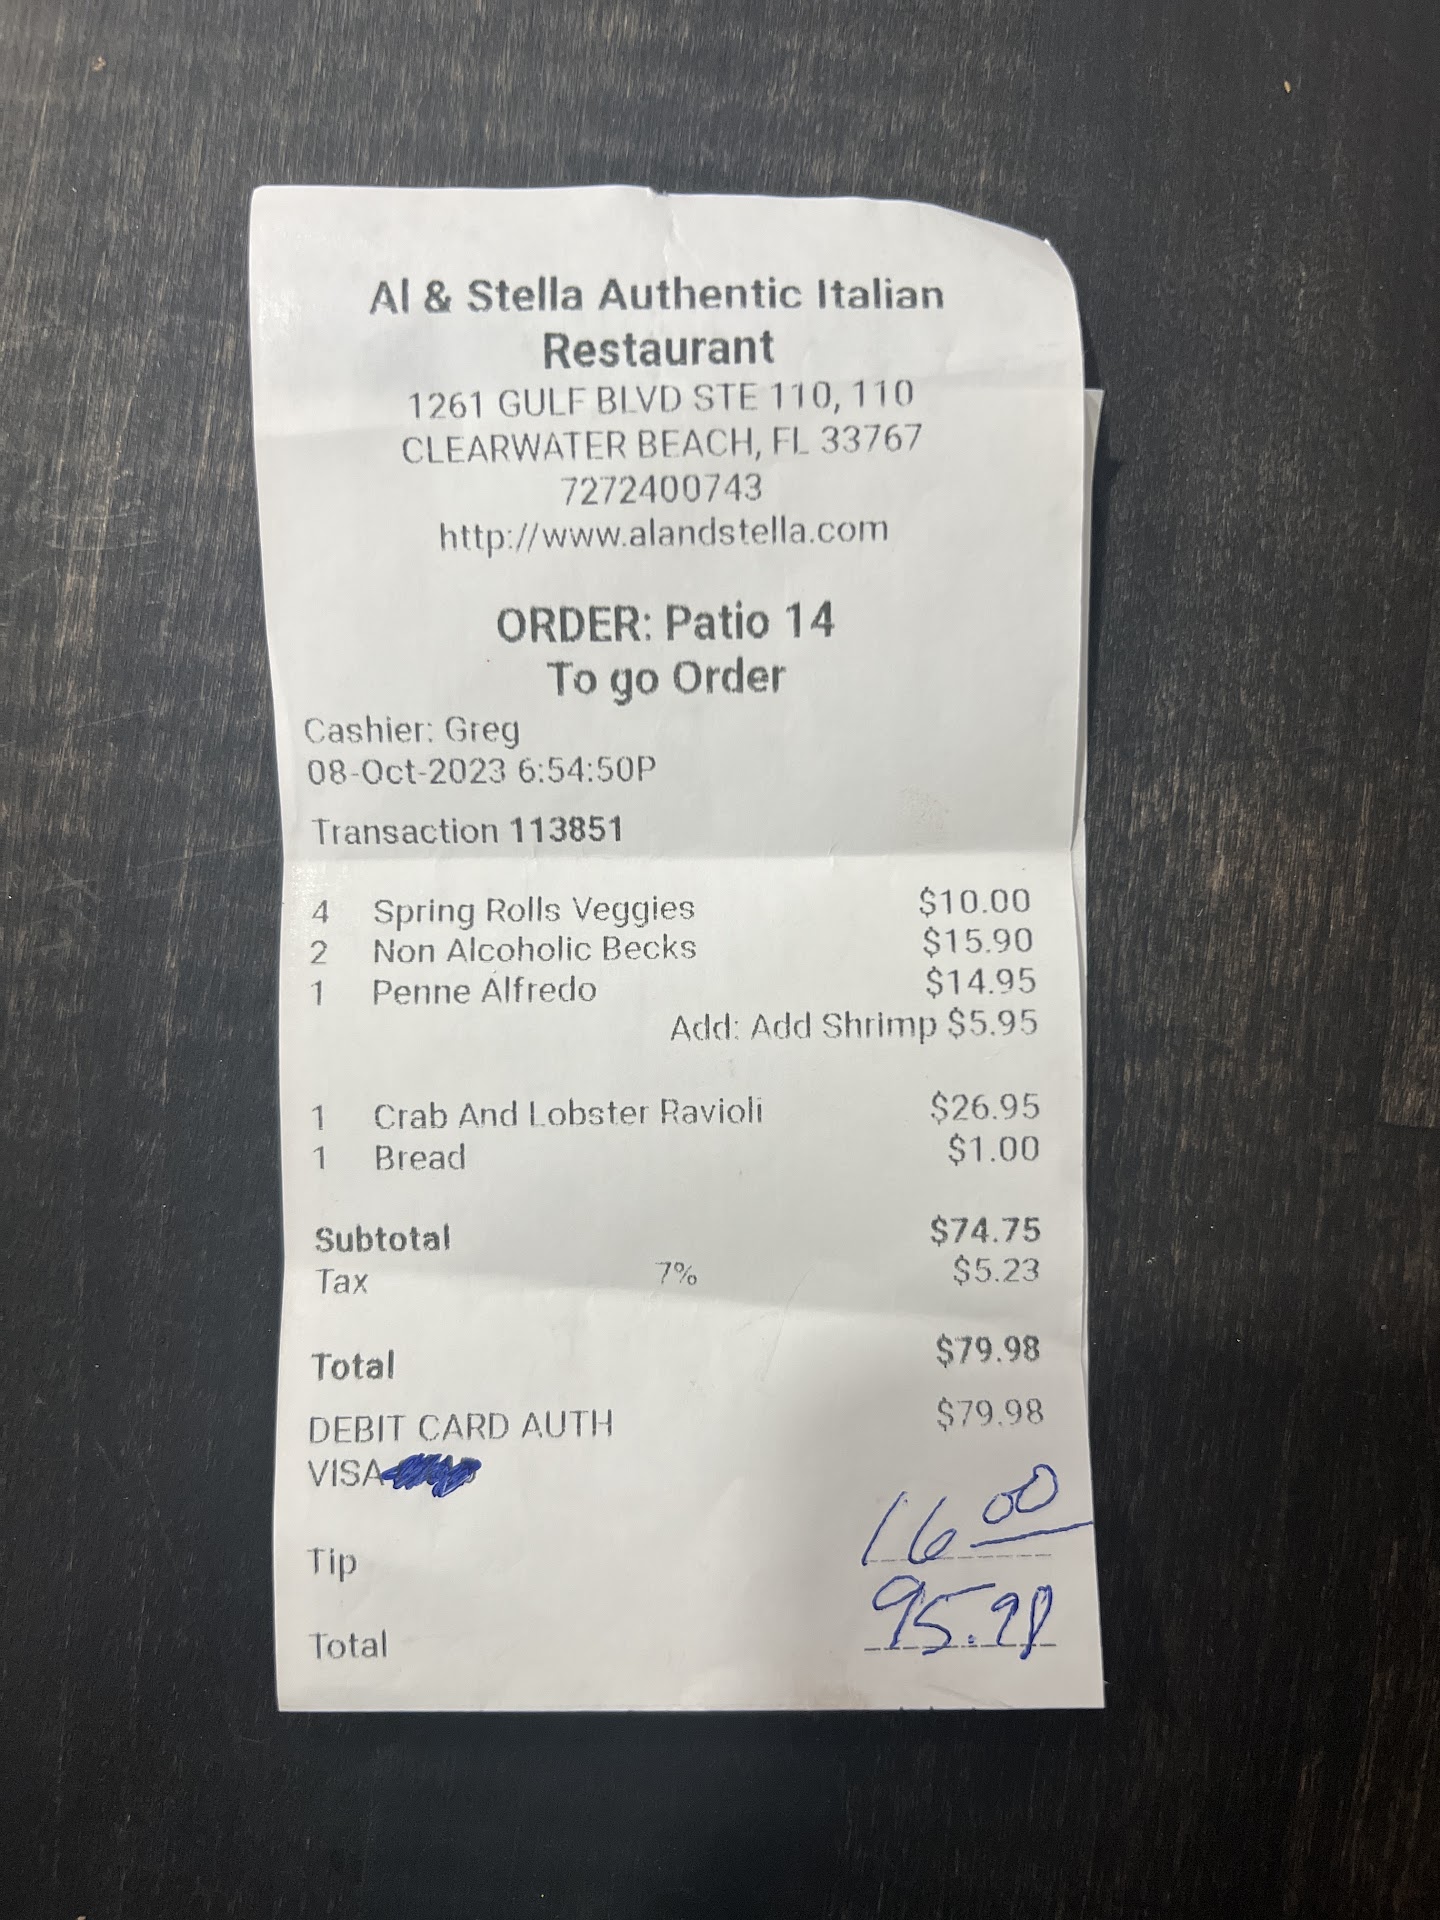 Al & Stella Authentic Italian
Restaurant
1261 GULF BLVD STE 110, 110
CLEARWATER BEACH, FL 33767
7272400743
http://www.alandstella.com
ORDER: Patio 14
To go Order
Cashier: Greg
08-Oct-2023 6:54:50P
Transaction 113851
4 Spring Rolls Veggies $10.00
2 Non Alcoholic Becks $15.90
1 Penne Alfredo $14.95
Add: Add Shrimp $5.95
1 Crab And Lobster Ravioli $26.95
1 Bread $1.00
Subtotal $74.75
Tax 7% $5.23
Total $79.98
DEBIT CARD AUTH $79.98
VISA
Tip 16 00
Total 95.98